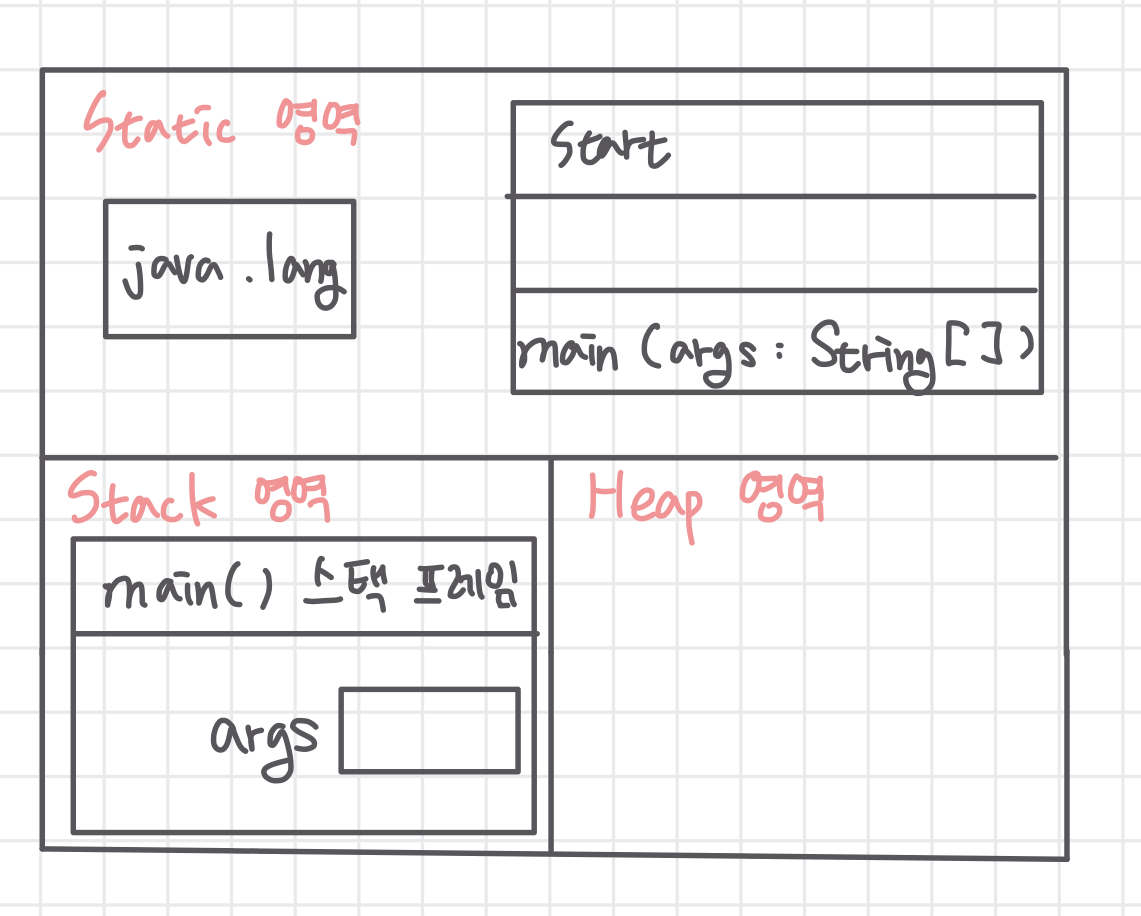 Static 영역
Start
java.lang
main (args : String[])
Stack 영역
Heap 영역
main() 스택 프레임
args